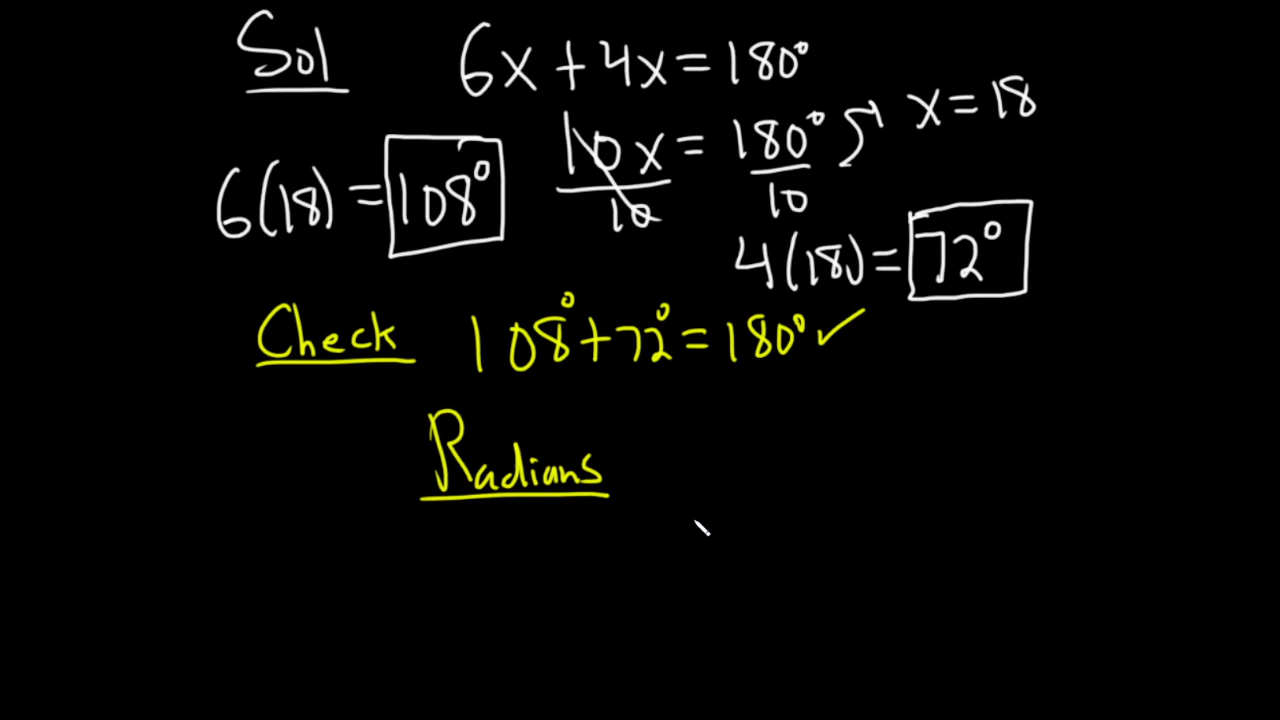 Sol 6x + 4x = 180°
10x/10 = 180°/10 x = 18
6(18) = 108°
4(18) = 72°
Check 108° + 72° = 180° ✓
Radians